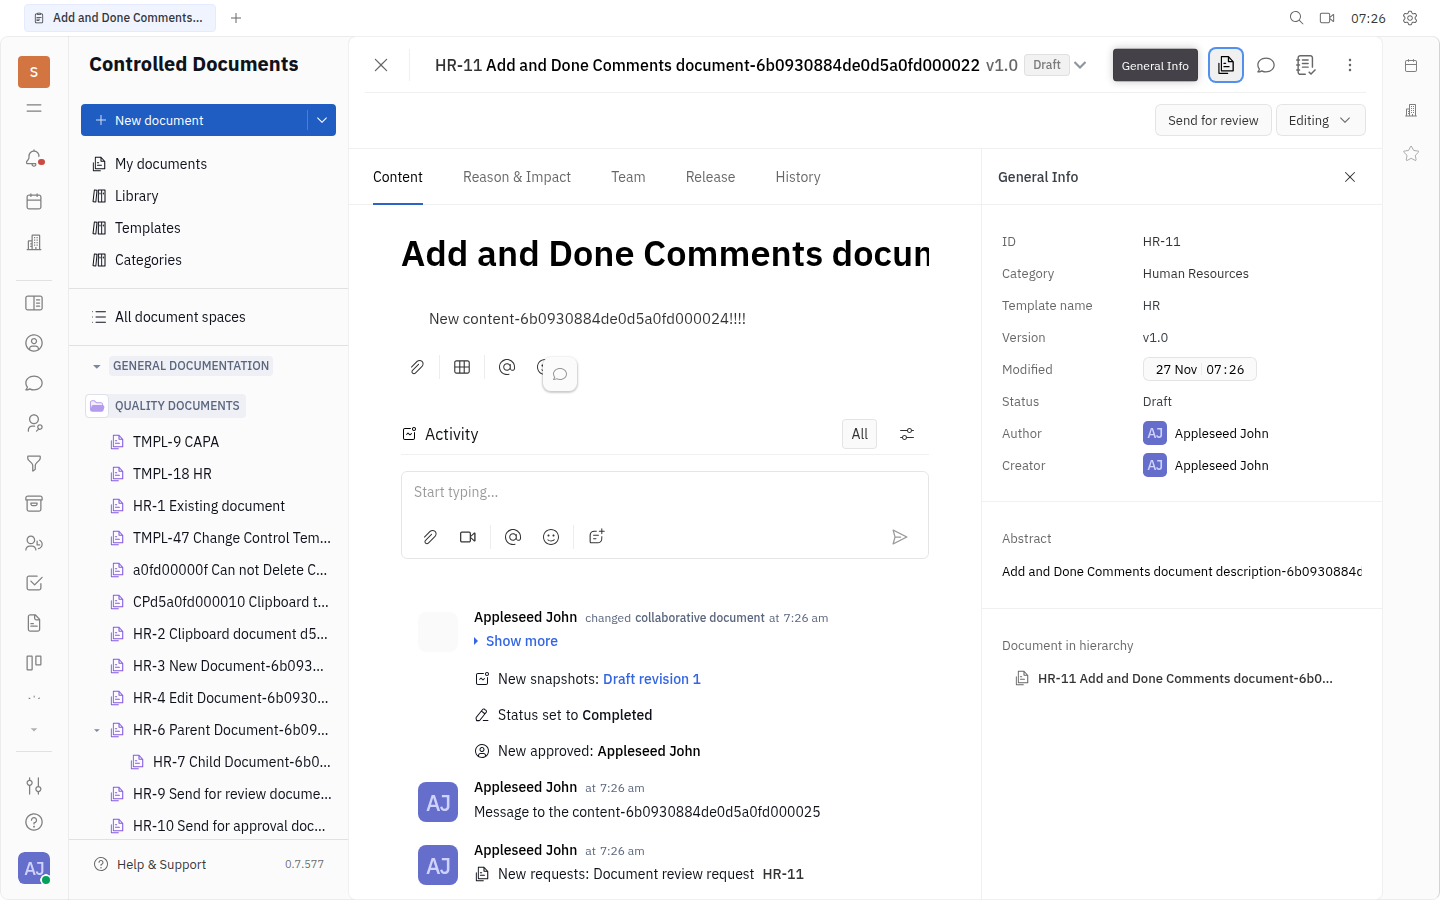 Add and Done Comments...
07:26
S
Controlled Documents
New document
My documents
Library
Templates
Categories
All document spaces
GENERAL DOCUMENTATION
QUALITY DOCUMENTS
TMPL-9 CAPA
TMPL-18 HR
HR-1 Existing document
TMPL-47 Change Control Tem...
a0fd00000f Can not Delete C...
CPd5a0fd000010 Clipboard t...
HR-2 Clipboard document d5...
HR-3 New Document-6b093...
HR-4 Edit Document-6b0930...
HR-6 Parent Document-6b09...
HR-7 Child Document-6b0...
HR-9 Send for review docume...
HR-10 Send for approval doc...
Help & Support 0.7.577
AJ
HR-11 Add and Done Comments document-6b0930884de0d5a0fd000022 v1.0 Draft
General Info
Send for review Editing
Content Reason & Impact Team Release History
Add and Done Comments docun
New content-6b0930884de0d5a0fd000024!!!!
Activity All
Start typing...
Appleseed John changed collaborative document at 7:26 am
Show more
New snapshots: Draft revision 1
Status set to Completed
New approved: Appleseed John
AJ Appleseed John at 7:26 am
Message to the content-6b0930884de0d5a0fd000025
AJ Appleseed John at 7:26 am
New requests: Document review request HR-11
General Info
ID HR-11
Category Human Resources
Template name HR
Version v1.0
Modified 27 Nov 07:26
Status Draft
Author AJ Appleseed John
Creator AJ Appleseed John
Abstract
Add and Done Comments document description-6b0930884d
Document in hierarchy
HR-11 Add and Done Comments document-6b0...